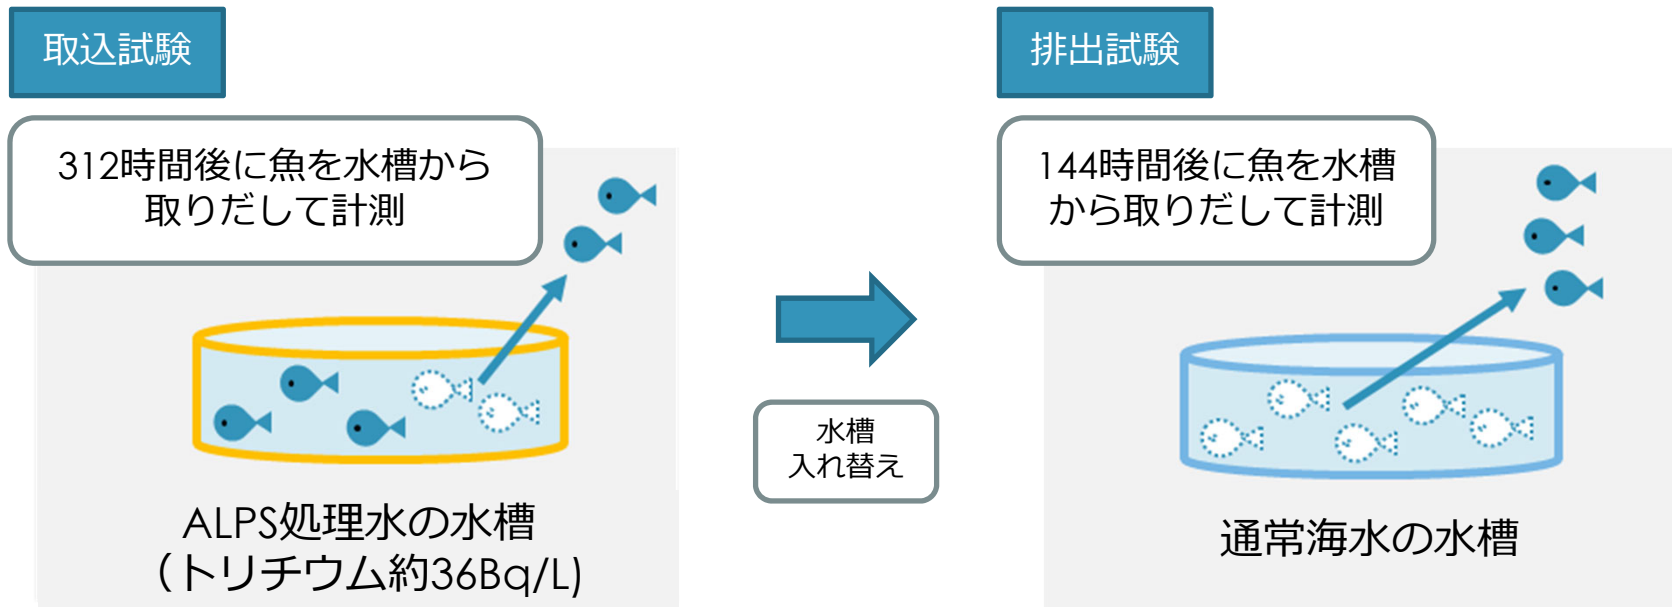 取込試験
312時間後に魚を水槽から
取りだして計測
ALPS処理水の水槽
（トリチウム約36Bq/L)
水槽
入れ替え
排出試験
144時間後に魚を水槽
から取りだして計測
通常海水の水槽